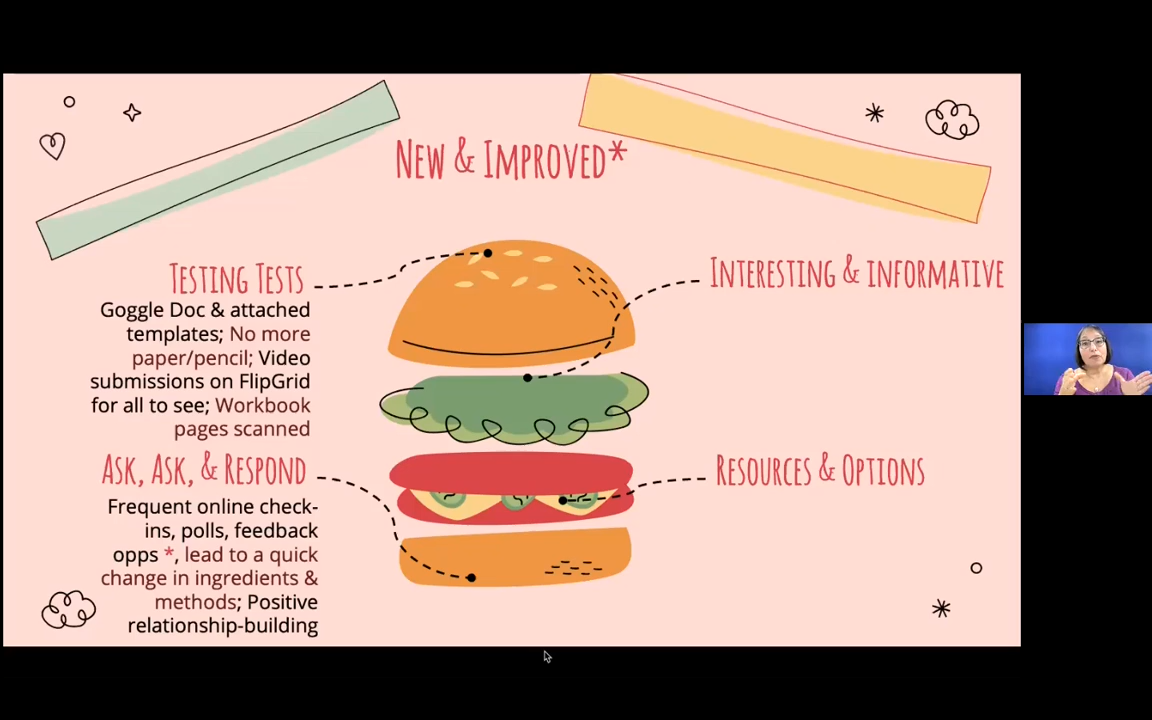 New & Improved*
Testing Tests
Goggle Doc & attached
templates; No more
paper/pencil; Video
submissions on FlipGrid
for all to see; Workbook
pages scanned
Ask, Ask, & Respond
Frequent online check-
ins, polls, feedback
opps *, lead to a quick
change in ingredients &
methods; Positive
relationship-building
Interesting & informative
Resources & Options